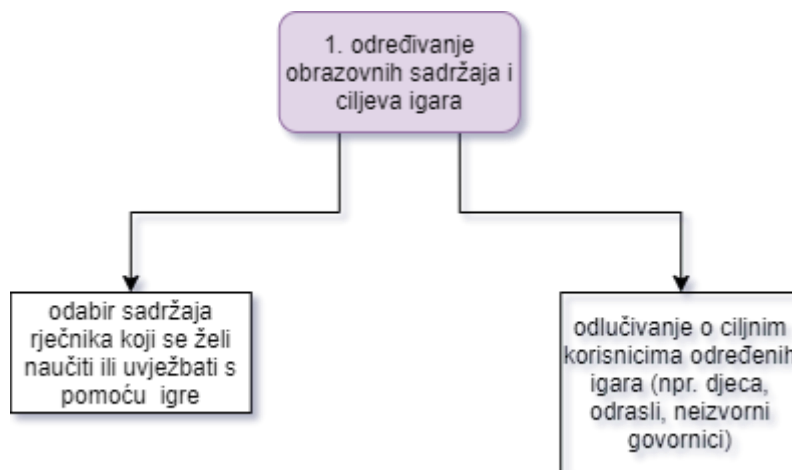 1. određivanje
obrazovnih sadržaja i
ciljeva igara
odabir sadržaja
rječnika koji se želi
naučiti ili uvježbati s
pomoću igre
odlučivanje o ciljnim
korisnicima određenih
igara (npr. djeca,
odrasli, neizvorni
govornici)